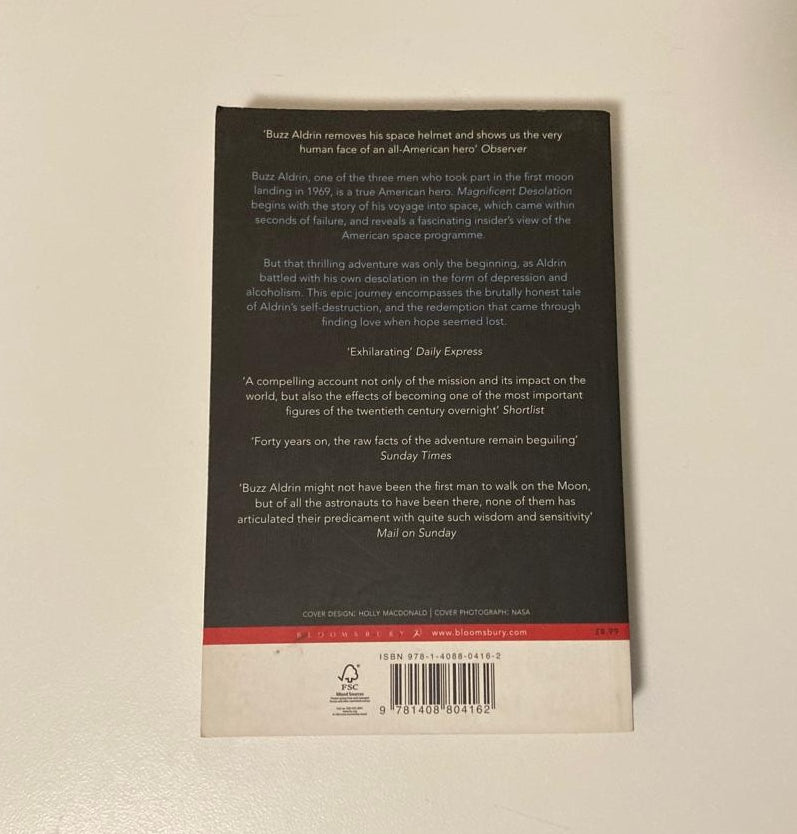 'Buzz Aldrin removes his space helmet and shows us the very
human face of an all-American hero' Observer
Buzz Aldrin, one of the three men who took part in the first moon
landing in 1969, is a true American hero. Magnificent Desolation
begins with the story of his voyage into space, which came within
seconds of failure, and reveals a fascinating insider's view of the
American space programme.
But that thrilling adventure was only the beginning, as Aldrin
battled with his own desolation in the form of depression and
alcoholism. This epic journey encompasses the brutally honest tale
of Aldrin's self-destruction, and the redemption that came through
finding love when hope seemed lost.
'Exhilarating' Daily Express
'A compelling account not only of the mission and its impact on the
world, but also the effects of becoming one of the most important
figures of the twentieth century overnight' Shortlist
'Forty years on, the raw facts of the adventure remain beguiling'
Sunday Times
'Buzz Aldrin might not have been the first man to walk on the Moon,
but of all the astronauts to have been there, none of them has
articulated their predicament with quite such wisdom and sensitivity'
Mail on Sunday
COVER DESIGN: HOLLY MACDONALD | COVER PHOTOGRAPH: NASA
BLOOMSBURY www.bloomsbury.com £8.99
ISBN 978-1-4088-0416-2
FSC
Mixed Sources
9 781408 804162